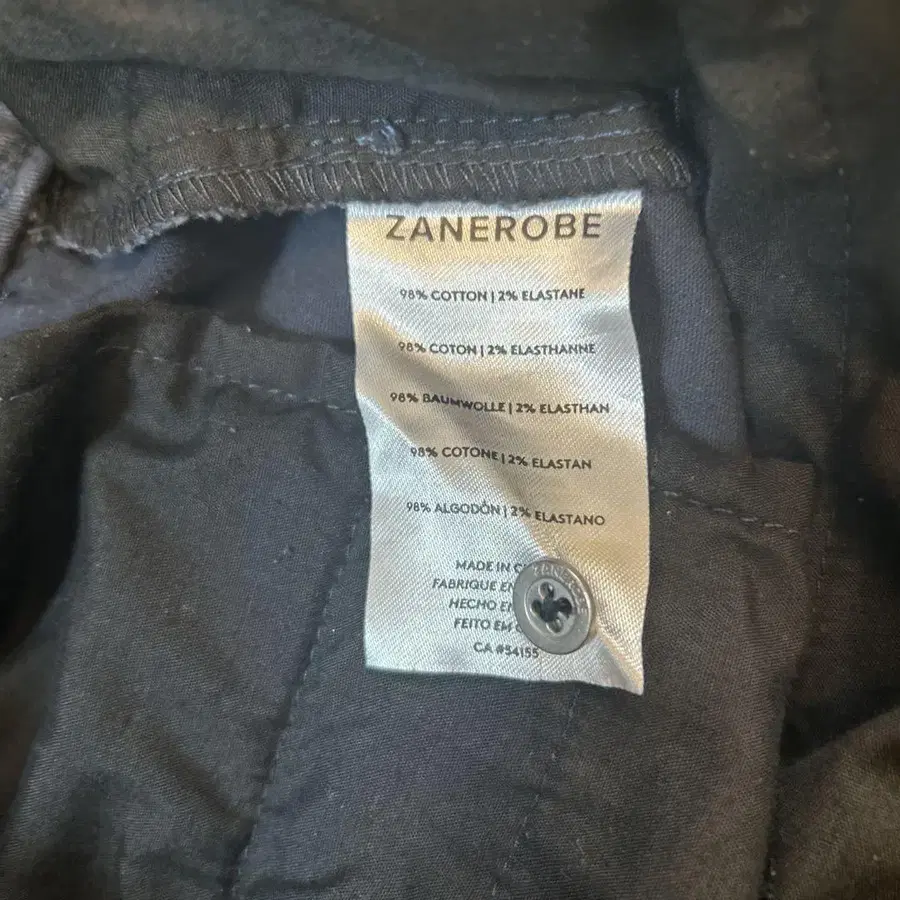 ZANEROBE
98% COTTON | 2% ELASTANE
98% COTON | 2% ELASTHANNE
98% BAUMWOLLE | 2% ELASTHAN
98% COTONE | 2% ELASTAN
98% ALGODÓN | 2% ELASTANO
MADE IN
FABRIQUE EN
HECHO EN
FEITO EM
CA #54155
ZANEROBE